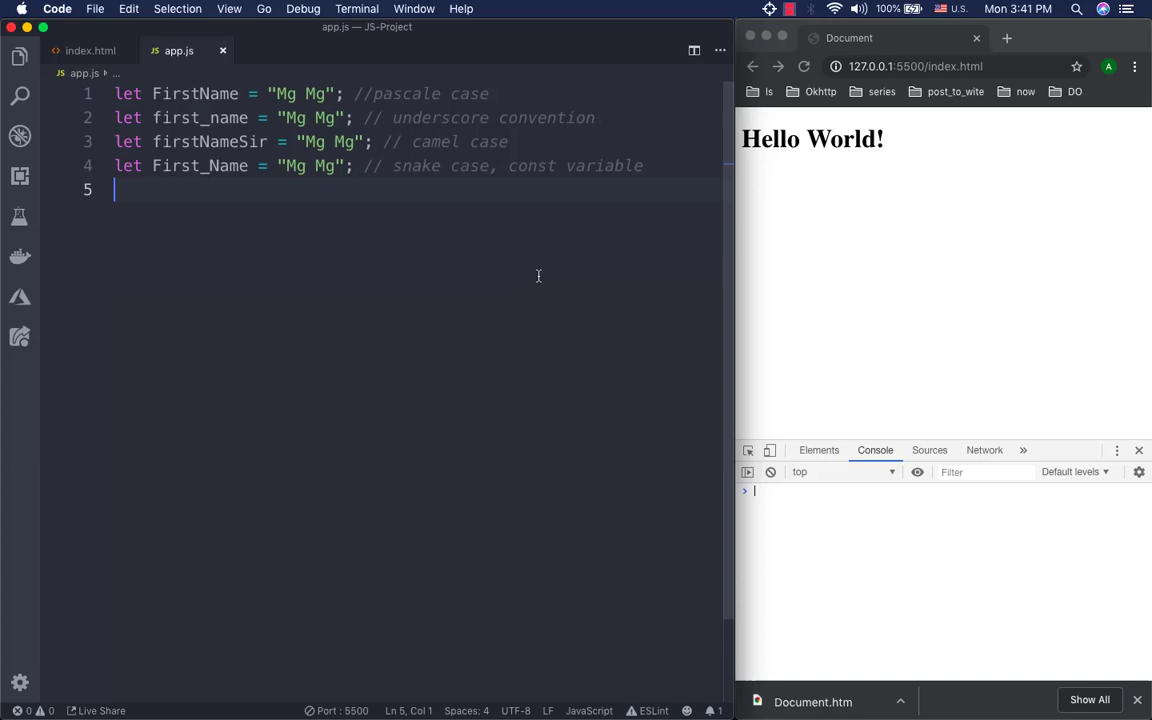 Code File Edit Selection View Go Debug Terminal Window Help
100% U.S. Mon 3:41 PM
app.js — JS-Project
index.html
JS app.js
JS app.js ...
1 let FirstName = "Mg Mg"; //pascale case
2 let first_name = "Mg Mg"; // underscore convention
3 let firstNameSir = "Mg Mg"; // camel case
4 let First_Name = "Mg Mg"; // snake case, const variable
5
0 0 Live Share Port : 5500 Ln 5, Col 1 Spaces: 4 UTF-8 LF JavaScript ESLint 1
Document
127.0.0.1:5500/index.html A
Okhttp series post_to_wite now DO
Hello World!
Elements Console Sources Network »
top Filter Default levels
>
Document.htm Show All